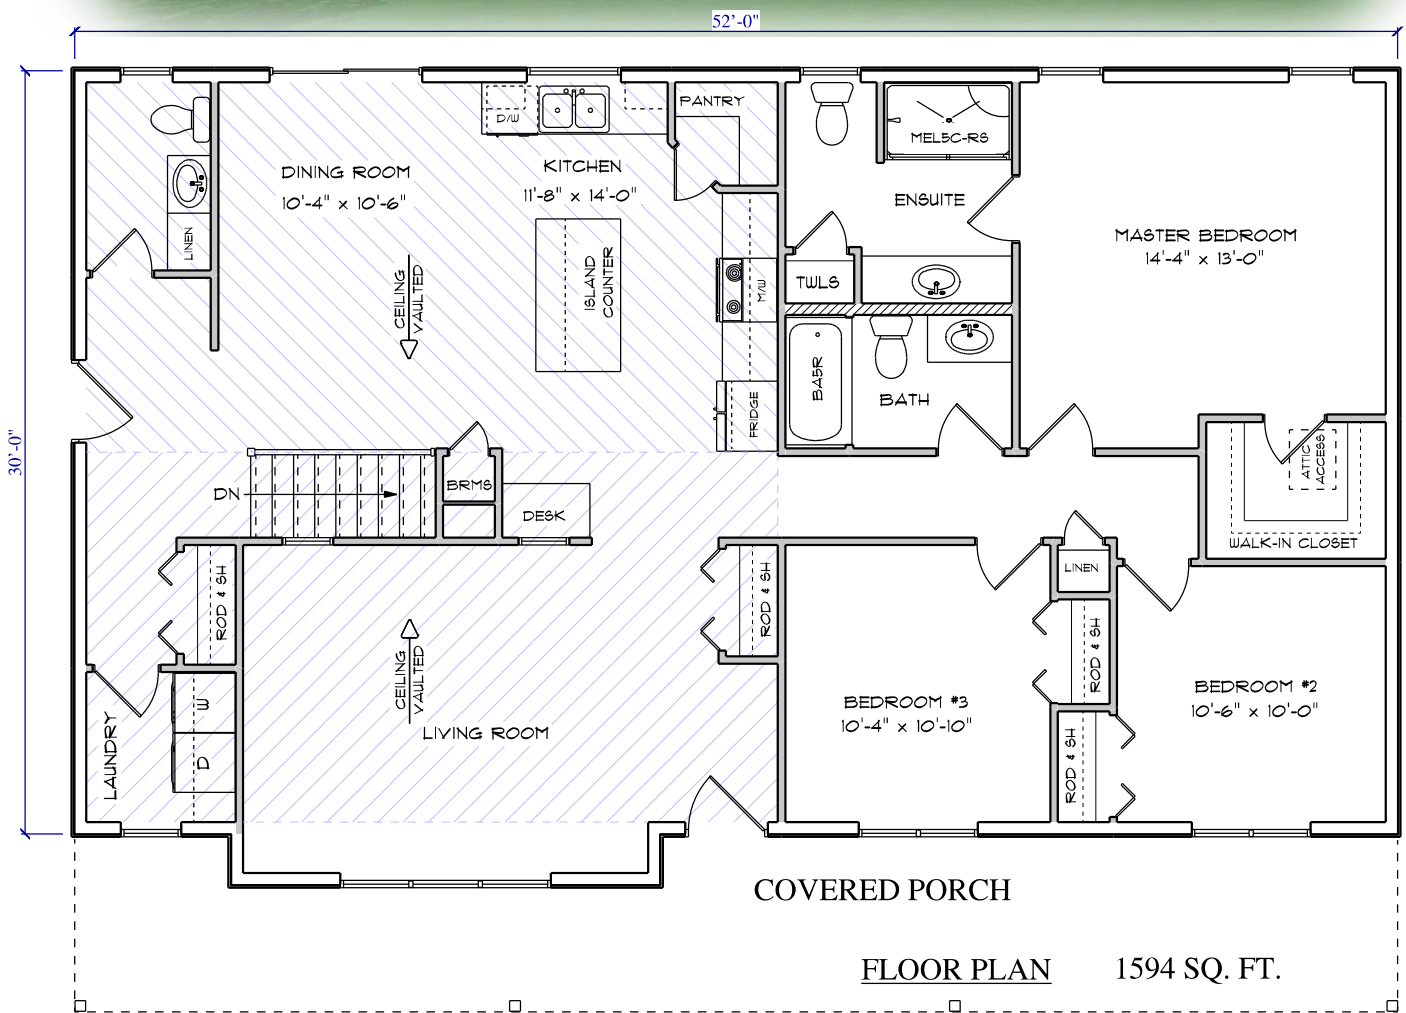 52'-0"
30'-0"
PANTRY
D/W
MEL5C-RS
DINING ROOM
10'-4" x 10'-6"
KITCHEN
11'-8" x 14'-0"
ENSUITE
LINEN
MASTER BEDROOM
14'-4" x 13'-0"
CEILING
VAULTED
ISLAND
COUNTER
M/W
TWLS
BA5R
BATH
FRIDGE
ATTIC
ACCESS
WALK-IN CLOSET
DN
BRMS
DESK
ROD & SH
ROD & SH
LINEN
ROD & SH
CEILING
VAULTED
LIVING ROOM
LAUNDRY
W
D
BEDROOM #3
10'-4" x 10'-10"
BEDROOM #2
10'-6" x 10'-0"
ROD & SH
COVERED PORCH
FLOOR PLAN 1594 SQ. FT.